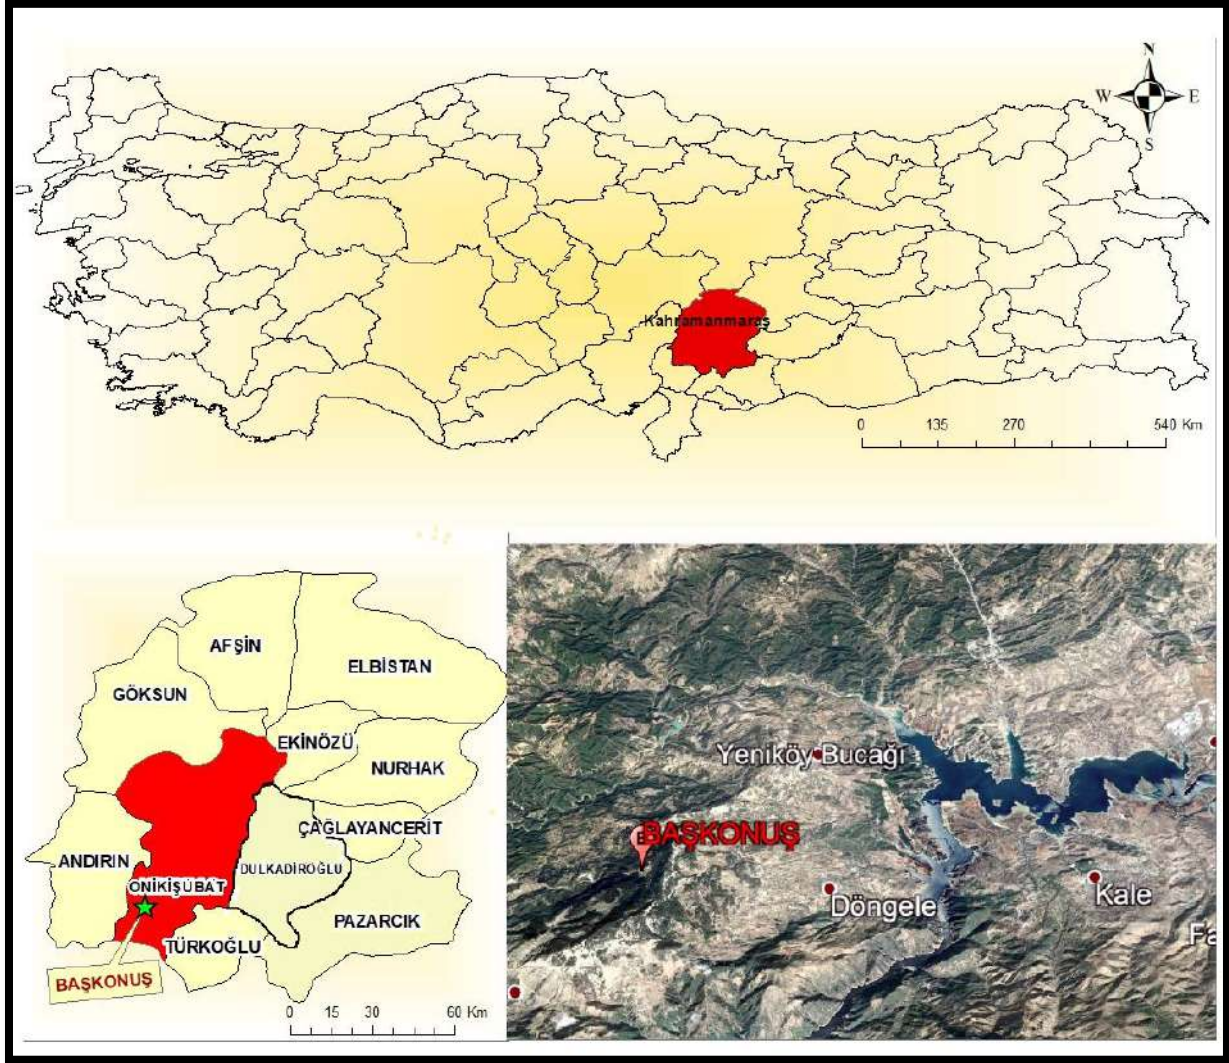 N
W E
S
Kahramanmaraş
0 135 270 540 Km
AFŞİN
ELBİSTAN
GÖKSUN
EKİNÖZÜ
NURHAK
ÇAĞLAYANCERİT
ANDIRIN
DULKADİROĞLU
ONİKİŞUBAT
PAZARCIK
TÜRKOĞLU
BAŞKONUŞ
0 15 30 60 Km
Yeniköy Bucağı
BAŞKONUŞ
Döngele
Kale
Fa